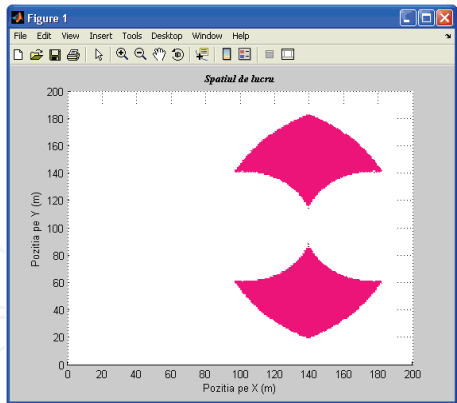 Figure 1
File Edit View Insert Tools Desktop Window Help
Spatiul de lucru
200
180
160
140
120
100
80
60
40
20
0
Pozitia pe Y (m)
0 20 40 60 80 100 120 140 160 180 200
Pozitia pe X (m)